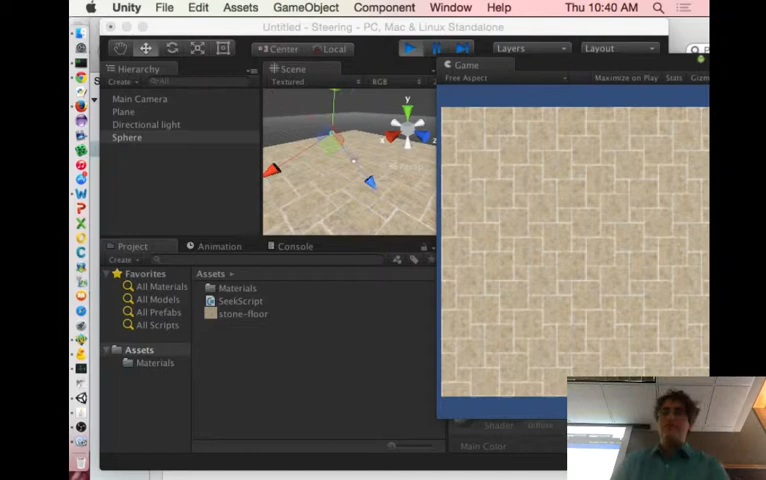 Unity File Edit Assets GameObject Component Window Help Thu 10:40 AM
Untitled - Steering - PC, Mac & Linux Standalone
Center Local Layers Layout
Hierarchy
Create
Main Camera
Plane
Directional light
Sphere
Scene
Textured RGB
y
x
z
Game
Free Aspect Maximize on Play Stats Gizm
Project Animation Console
Create
Favorites
All Materials
All Models
All Prefabs
All Scripts
Assets
Materials
Assets
Materials
SeekScript
stone-floor
Shader Diffuse
Main Color